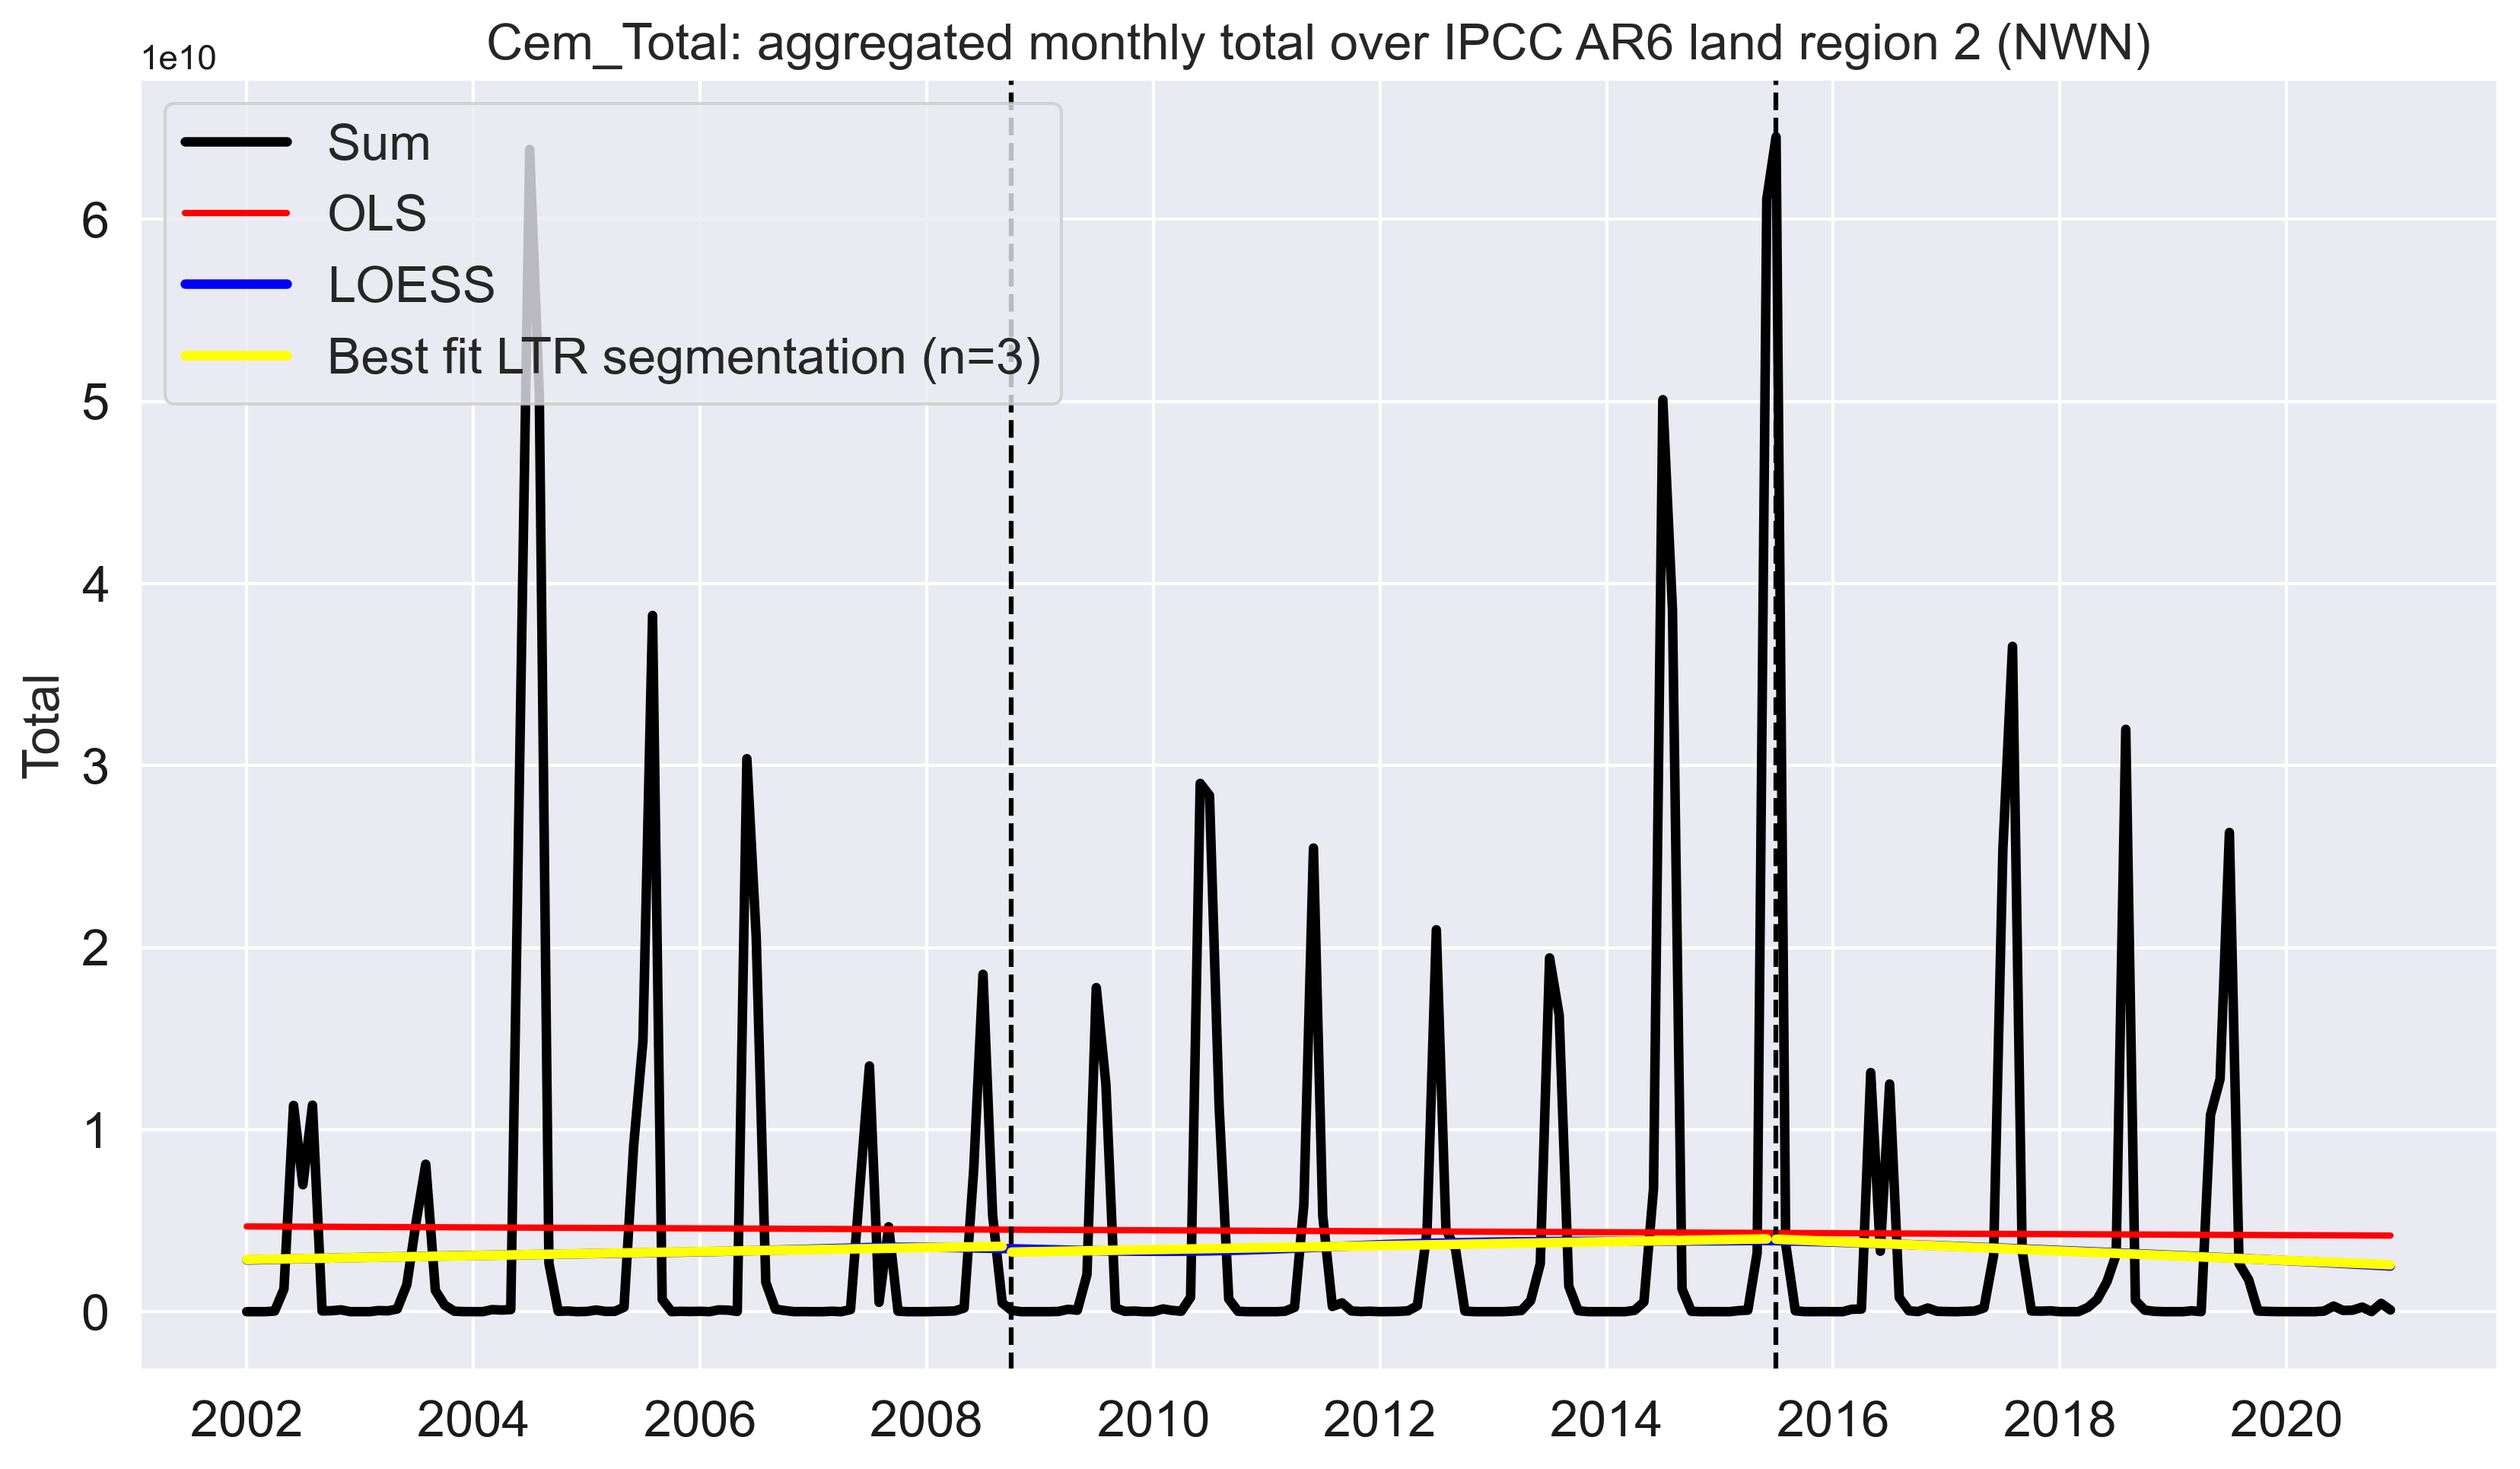 Cem_Total: aggregated monthly total over IPCC AR6 land region 2 (NWN)
1e10
Sum
OLS
LOESS
Best fit LTR segmentation (n=3)
Total
6
5
4
3
2
1
0
2002 2004 2006 2008 2010 2012 2014 2016 2018 2020